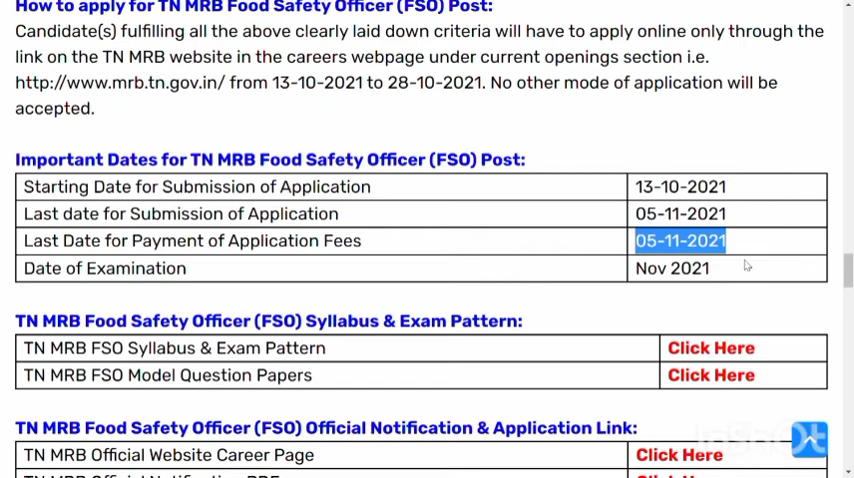 How to apply for TN MRB Food Safety Officer (FSO) Post:
Candidate(s) fulfilling all the above clearly laid down criteria will have to apply online only through the
link on the TN MRB website in the careers webpage under current openings section i.e.
http://www.mrb.tn.gov.in/ from 13-10-2021 to 28-10-2021. No other mode of application will be
accepted.
Important Dates for TN MRB Food Safety Officer (FSO) Post:
Starting Date for Submission of Application 13-10-2021
Last date for Submission of Application 05-11-2021
Last Date for Payment of Application Fees 05-11-2021
Date of Examination Nov 2021
TN MRB Food Safety Officer (FSO) Syllabus & Exam Pattern:
TN MRB FSO Syllabus & Exam Pattern Click Here
TN MRB FSO Model Question Papers Click Here
TN MRB Food Safety Officer (FSO) Official Notification & Application Link:
TN MRB Official Website Career Page Click Here
TN MRB Official Notification PDF Click Here